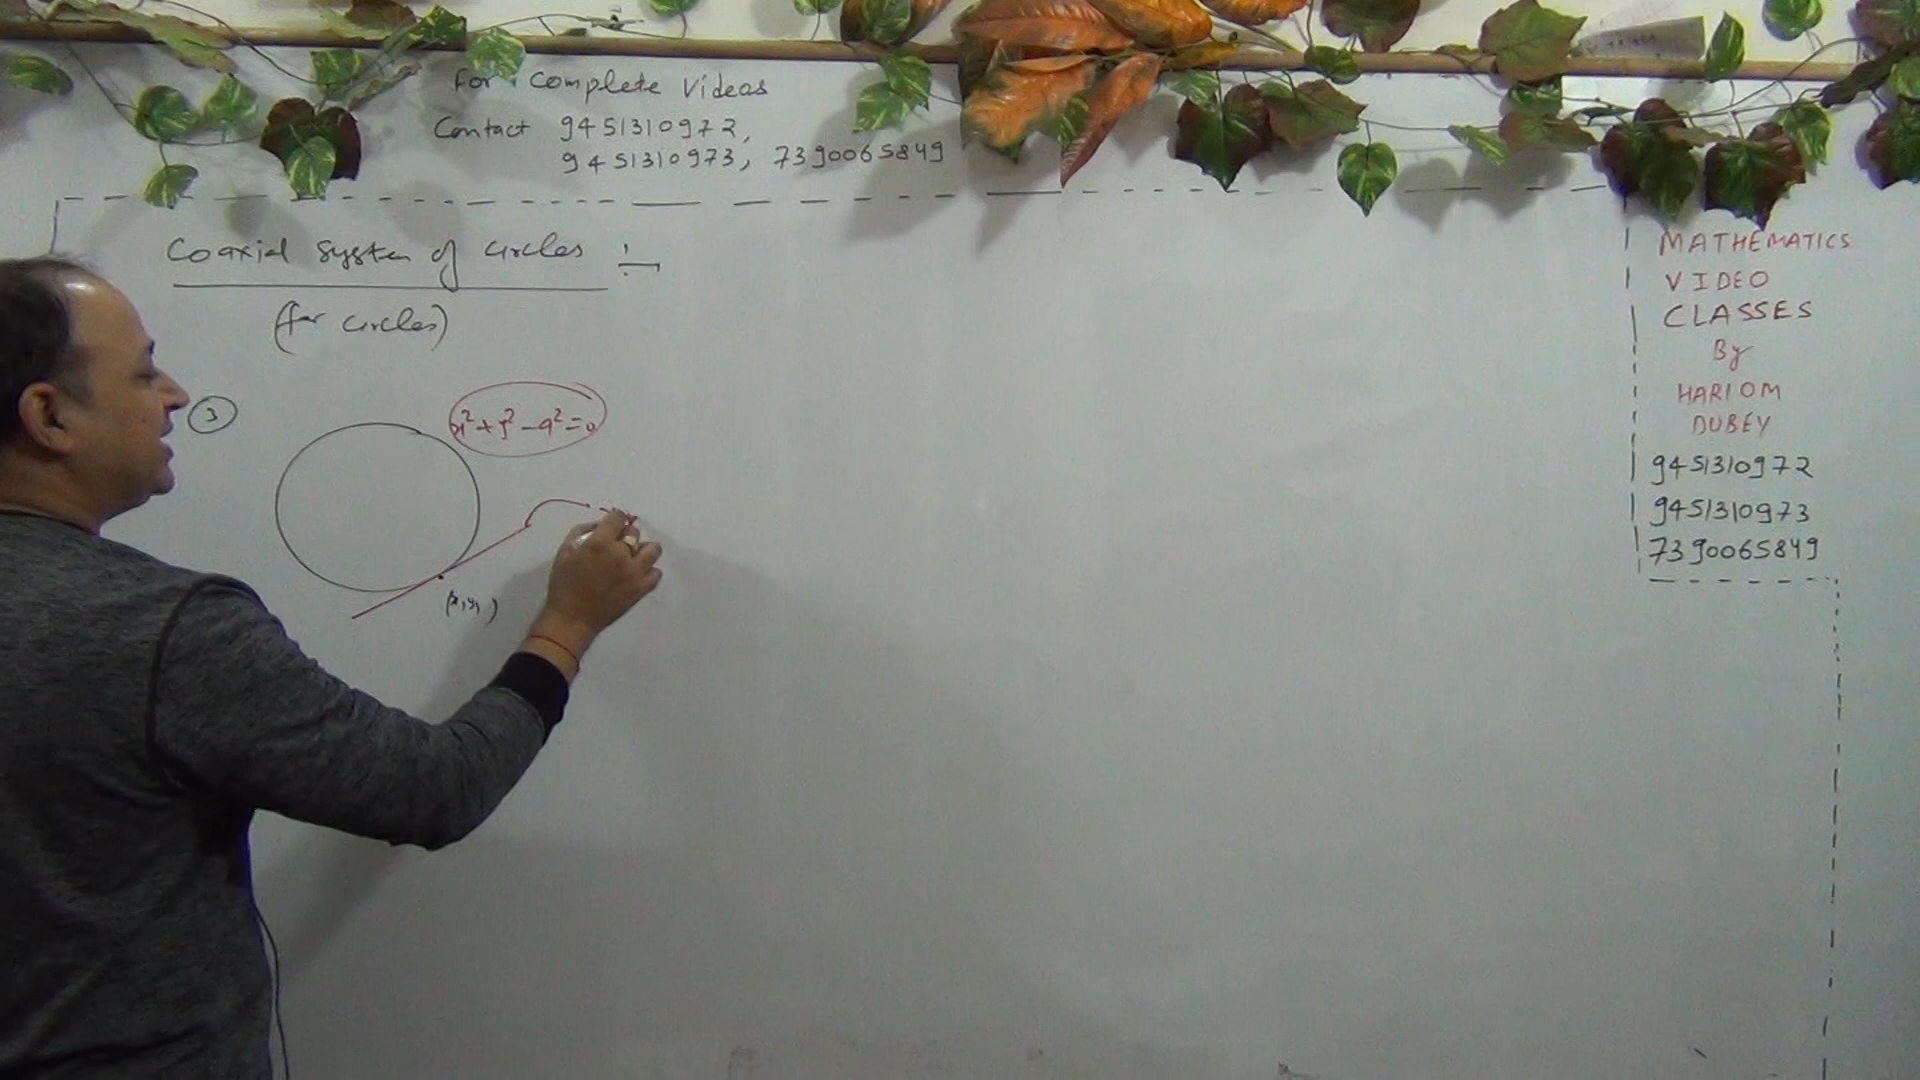 For Complete Videos
Contact 9451310972,
9451310973, 7390065849
Coaxial system of circles :-
(for circles)
3
x²+y²-a²=0
(x₁y₁)
MATHEMATICS
VIDEO
CLASSES
By
HARIOM
DUBEY
9451310972
9451310973
7390065849